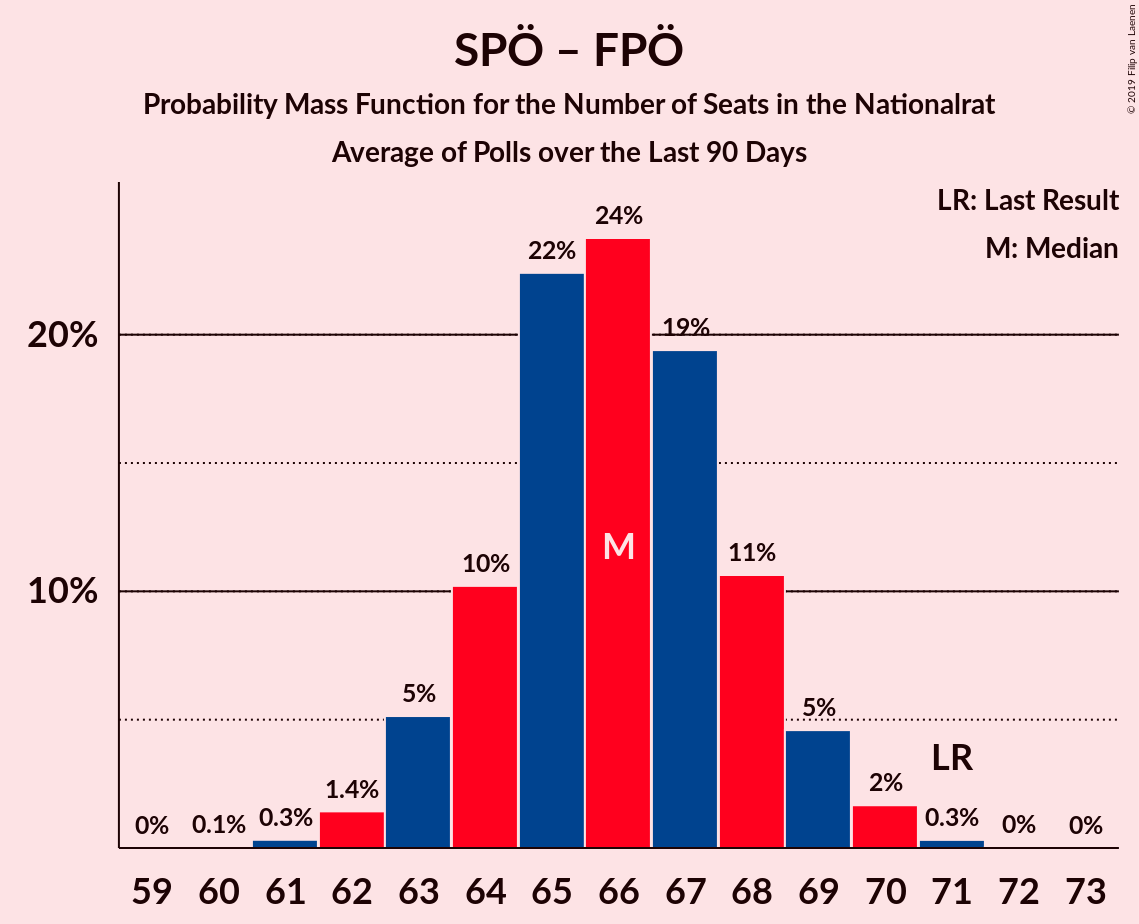 SPÖ – FPÖ
Probability Mass Function for the Number of Seats in the Nationalrat
Average of Polls over the Last 90 Days
© 2019 Filip van Laenen
LR: Last Result
M: Median
20%
10%
0%
0.1%
0.3%
1.4%
5%
10%
22%
24%
19%
11%
5%
2%
0.3%
0%
0%
M
LR
59 60 61 62 63 64 65 66 67 68 69 70 71 72 73